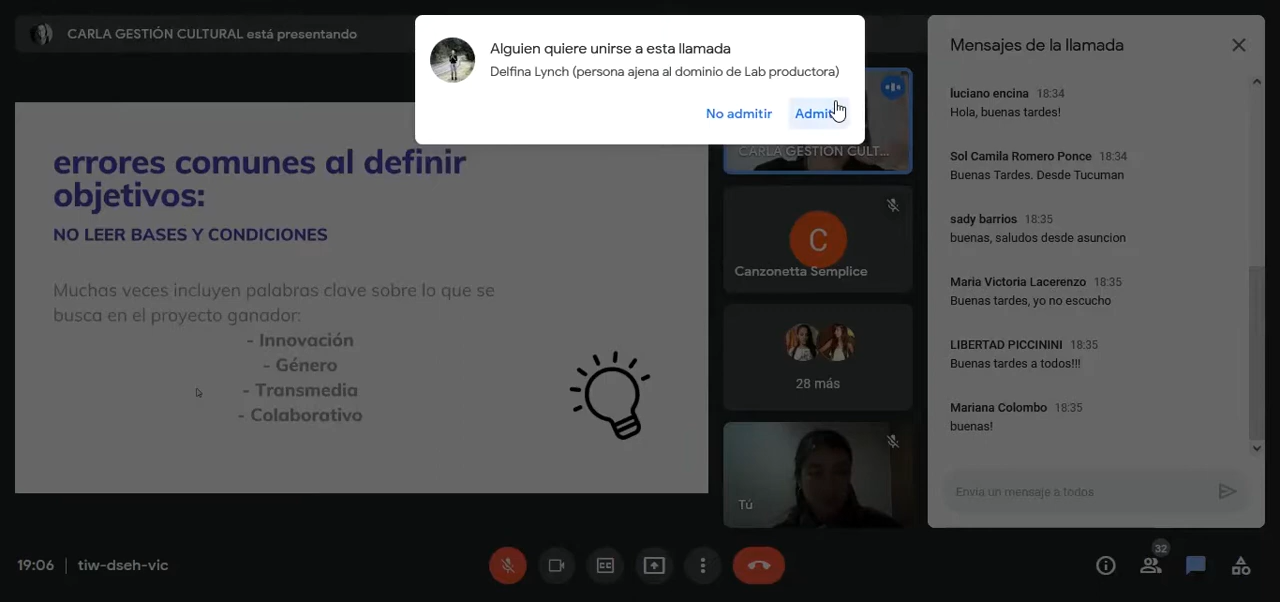 CARLA GESTIÓN CULTURAL está presentando
Alguien quiere unirse a esta llamada
Delfina Lynch (persona ajena al dominio de Lab productora)
No admitir
Admit
errores comunes al definir
objetivos:
NO LEER BASES Y CONDICIONES
Muchas veces incluyen palabras clave sobre lo que se
busca en el proyecto ganador:
- Innovación
- Género
- Transmedia
- Colaborativo
CARLA GESTIÓN CULT...
C
Canzonetta Semplice
28 más
Tú
Mensajes de la llamada
luciano encina 18:34
Hola, buenas tardes!
Sol Camila Romero Ponce 18:34
Buenas Tardes. Desde Tucuman
sady barrios 18:35
buenas, saludos desde asuncion
Maria Victoria Lacerenzo 18:35
Buenas tardes, yo no escucho
LIBERTAD PICCININI 18:35
Buenas tardes a todos!!!
Mariana Colombo 18:35
buenas!
Envía un mensaje a todos
19:06 | tiw-dseh-vic
CC
32